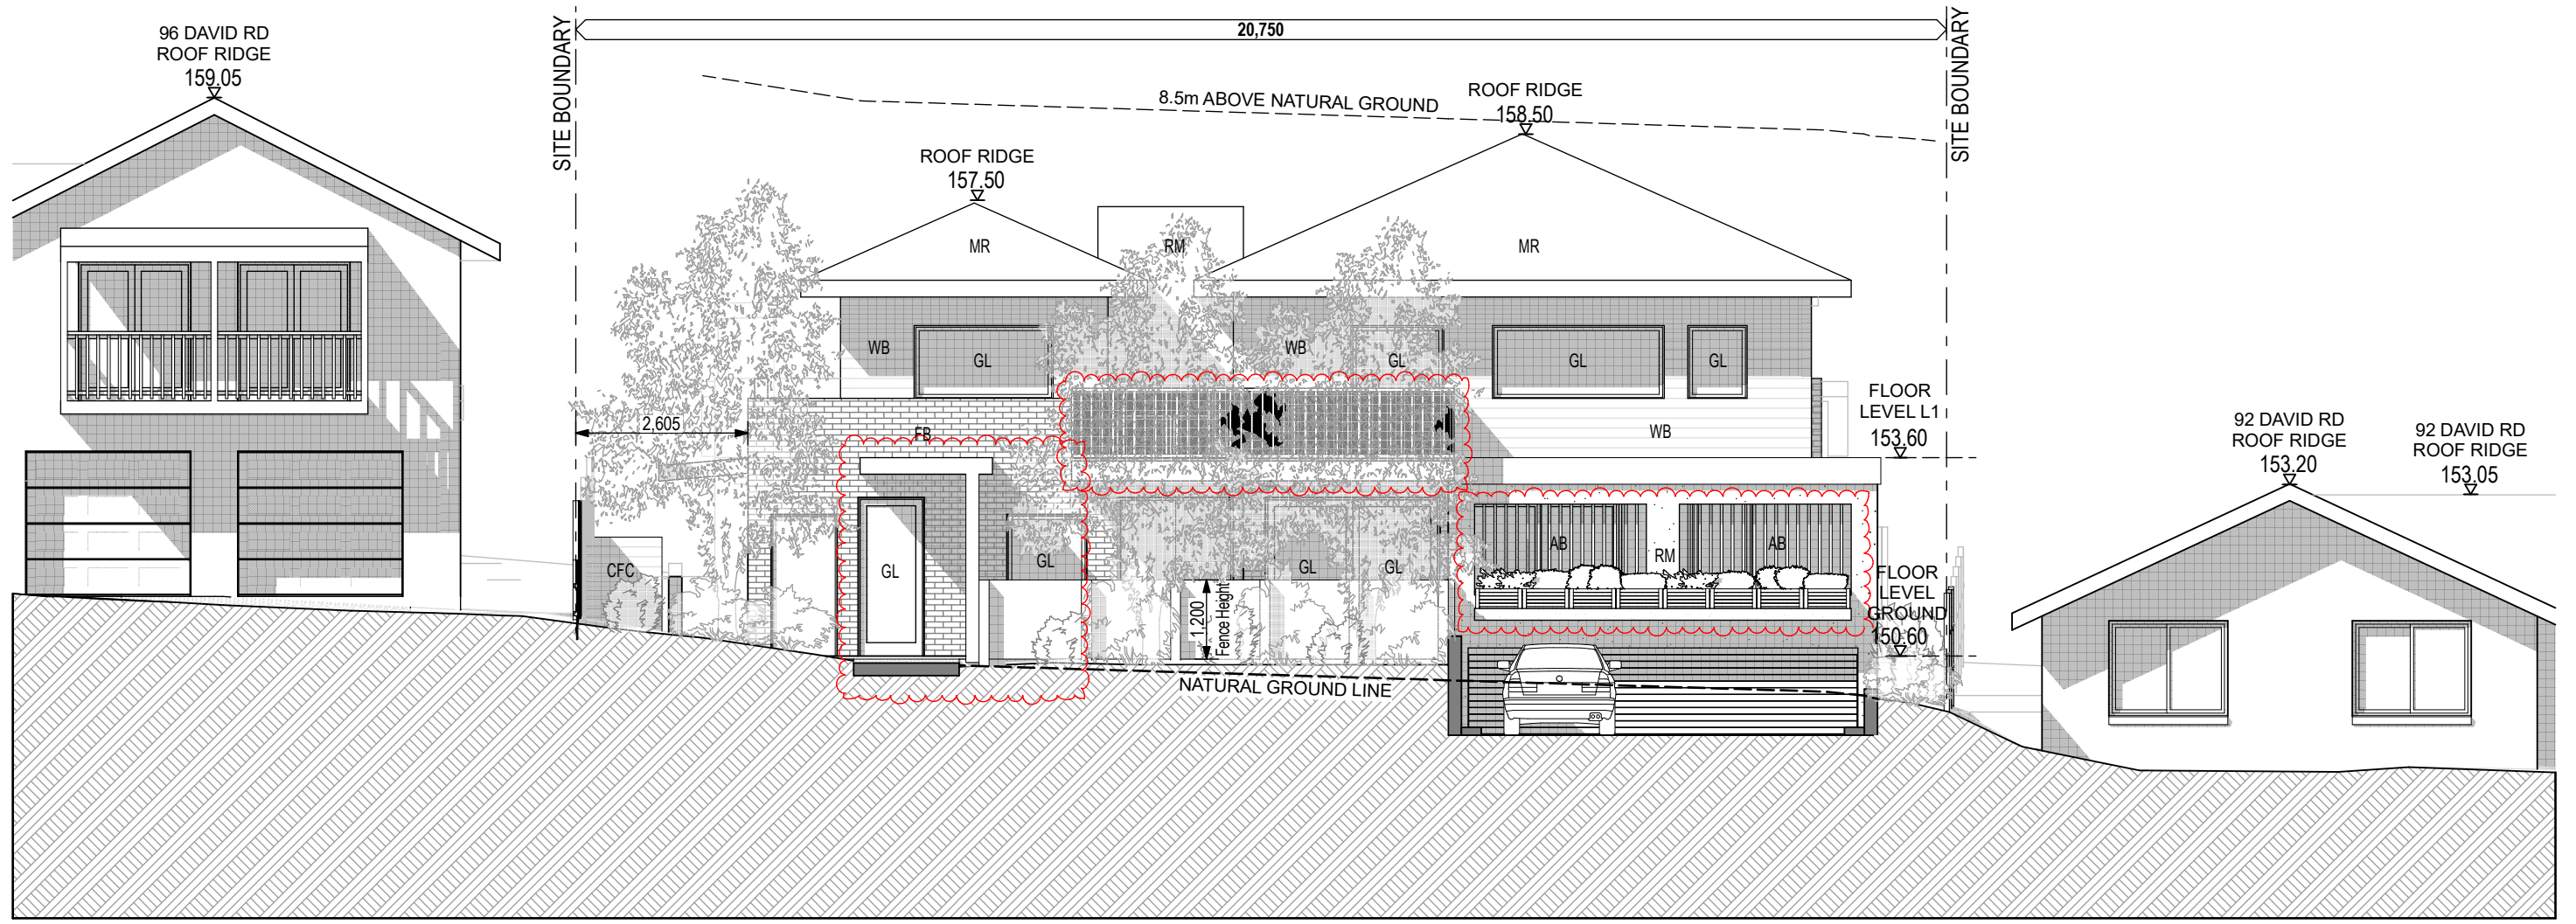 96 DAVID RD
ROOF RIDGE
159.05
SITE BOUNDARY
20,750
SITE BOUNDARY
8.5m ABOVE NATURAL GROUND
ROOF RIDGE
158.50
ROOF RIDGE
157.50
MR
RM
MR
WB
GL
WB
GL
GL
GL
FLOOR
LEVEL L1
153.60
2,605
FB
WB
92 DAVID RD
ROOF RIDGE
153.20
92 DAVID RD
ROOF RIDGE
153.05
CFC
GL
GL
GL
GL
AB
RM
AB
FLOOR
LEVEL
GROUND
150.60
1,200
Fence Height
NATURAL GROUND LINE